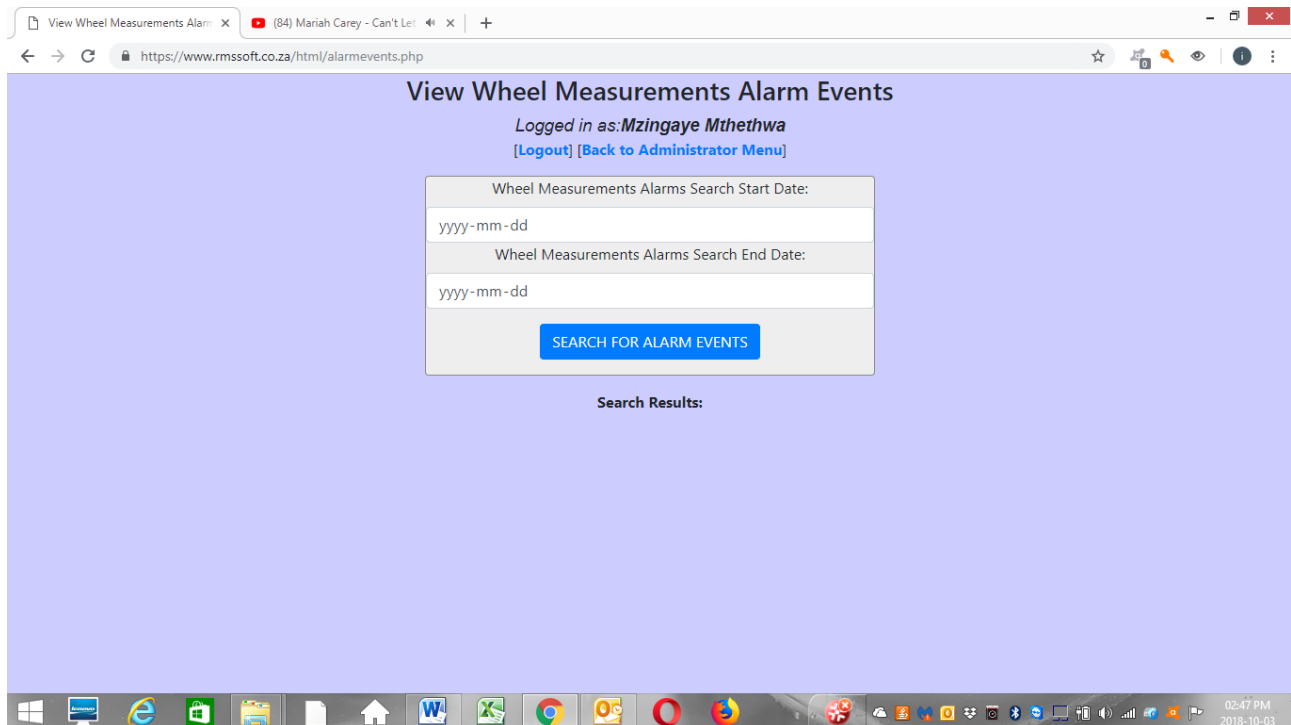 View Wheel Measurements Alarm
(84) Mariah Carey - Can't Let
https://www.rmssoft.co.za/html/alarmevents.php
0
i
View Wheel Measurements Alarm Events
Logged in as:Mzingaye Mthethwa
[Logout] [Back to Administrator Menu]
Wheel Measurements Alarms Search Start Date:
yyyy-mm-dd
Wheel Measurements Alarms Search End Date:
yyyy-mm-dd
SEARCH FOR ALARM EVENTS
Search Results:
lenovo
02:47 PM
2018-10-03